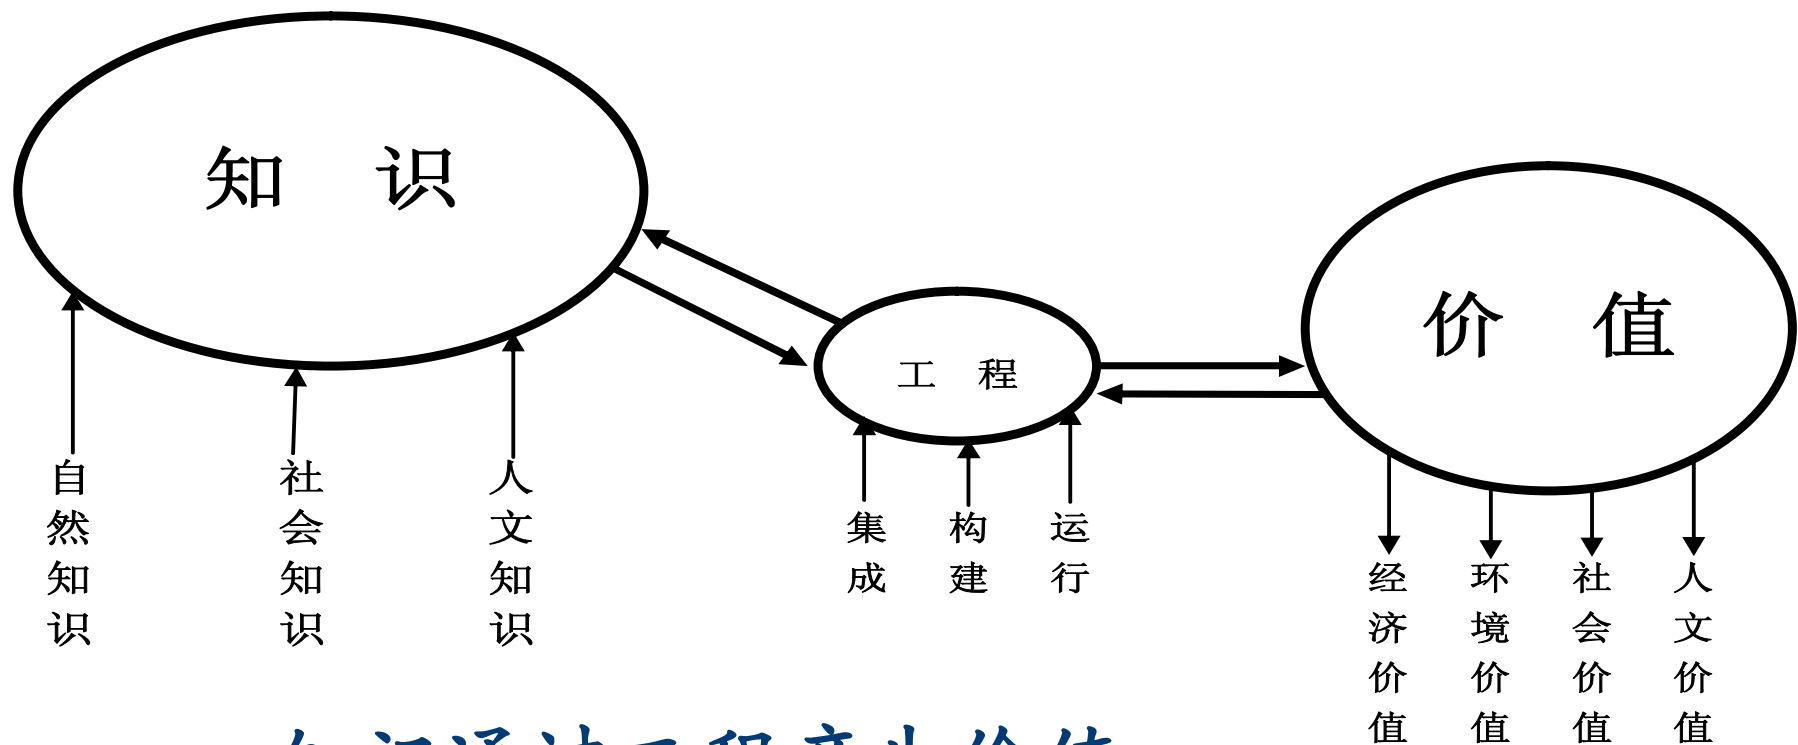 知 识
价 值
工 程
自然知识
社会知识
人文知识
集成
构建
运行
经济价值
环境价值
社会价值
人文价值